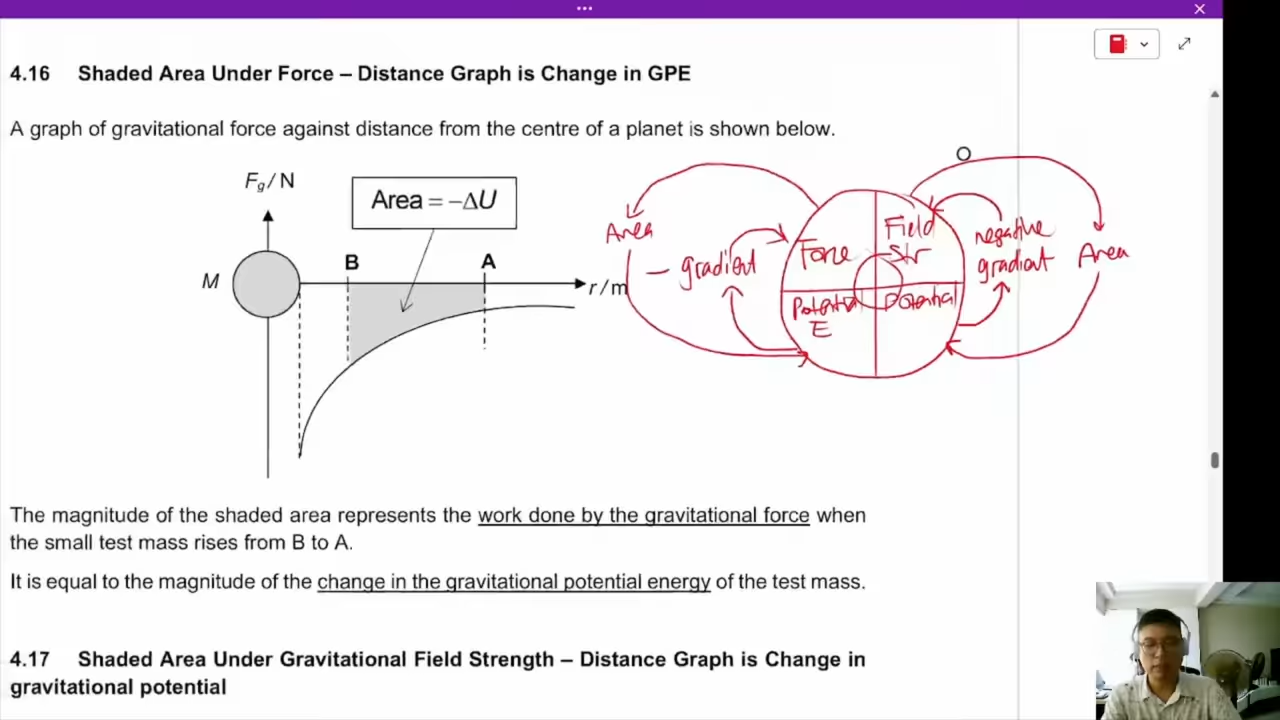 4.16 Shaded Area Under Force – Distance Graph is Change in GPE
A graph of gravitational force against distance from the centre of a planet is shown below.
Fg / N
Area = −ΔU
M
B
A
r / m
Area
− gradient
Force
Field
Str
Potential
E
Potential
negative
gradient
Area
The magnitude of the shaded area represents the work done by the gravitational force when
the small test mass rises from B to A.
It is equal to the magnitude of the change in the gravitational potential energy of the test mass.
4.17 Shaded Area Under Gravitational Field Strength – Distance Graph is Change in
gravitational potential